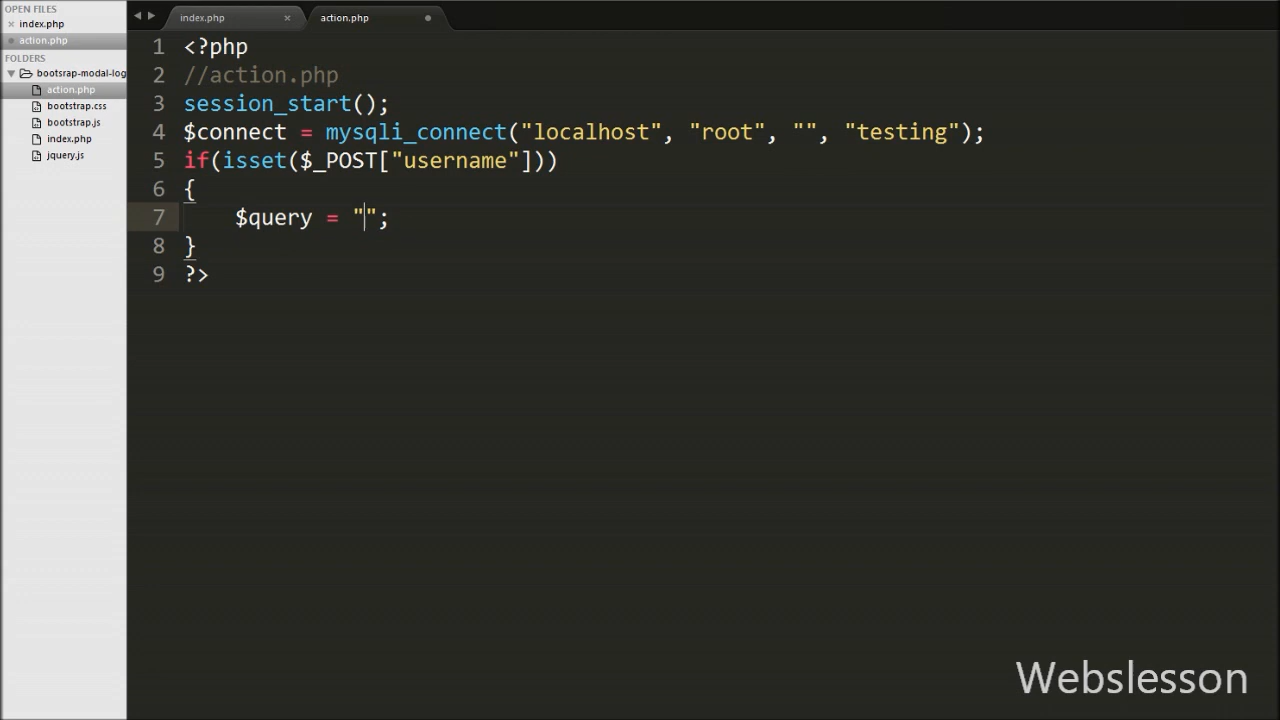 OPEN FILES
index.php
action.php
FOLDERS
bootsrap-modal-log
action.php
bootstrap.css
bootstrap.js
index.php
jquery.js
index.php
action.php
1 <?php
2 //action.php
3 session_start();
4 $connect = mysqli_connect("localhost", "root", "", "testing");
5 if(isset($_POST["username"]))
6 {
7 $query = "";
8 }
9 ?>
Webslesson